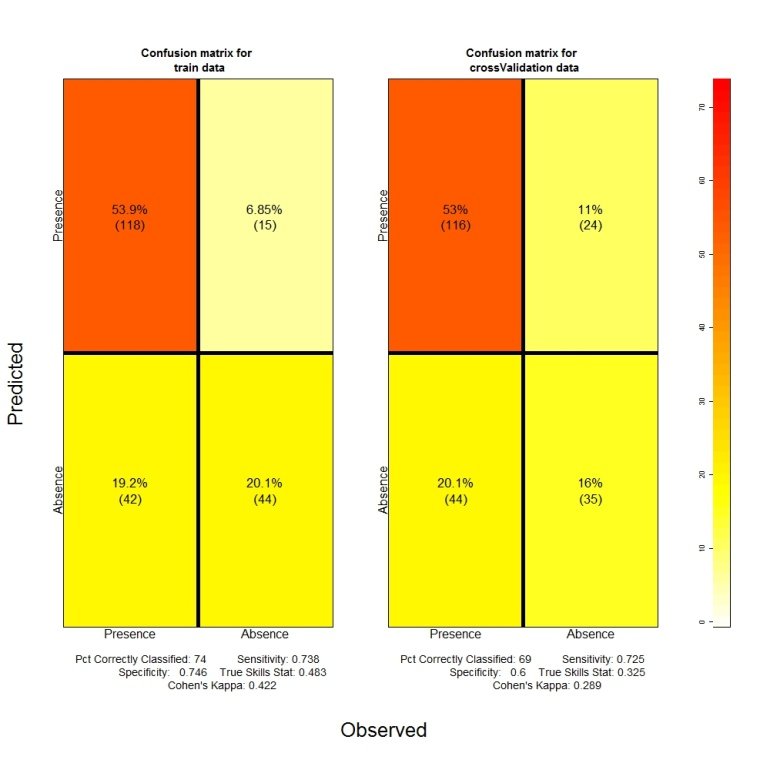 Confusion matrix for
train data
Confusion matrix for
crossValidation data
Predicted
Presence
53.9%
(118)
6.85%
(15)
Absence
19.2%
(42)
20.1%
(44)
Presence Absence
Pct Correctly Classified: 74 Sensitivity: 0.738
Specificity: 0.746 True Skills Stat: 0.483
Cohen's Kappa: 0.422
Presence
53%
(116)
11%
(24)
Absence
20.1%
(44)
16%
(35)
Presence Absence
Pct Correctly Classified: 69 Sensitivity: 0.725
Specificity: 0.6 True Skills Stat: 0.325
Cohen's Kappa: 0.289
70
60
50
40
30
20
10
0
Observed